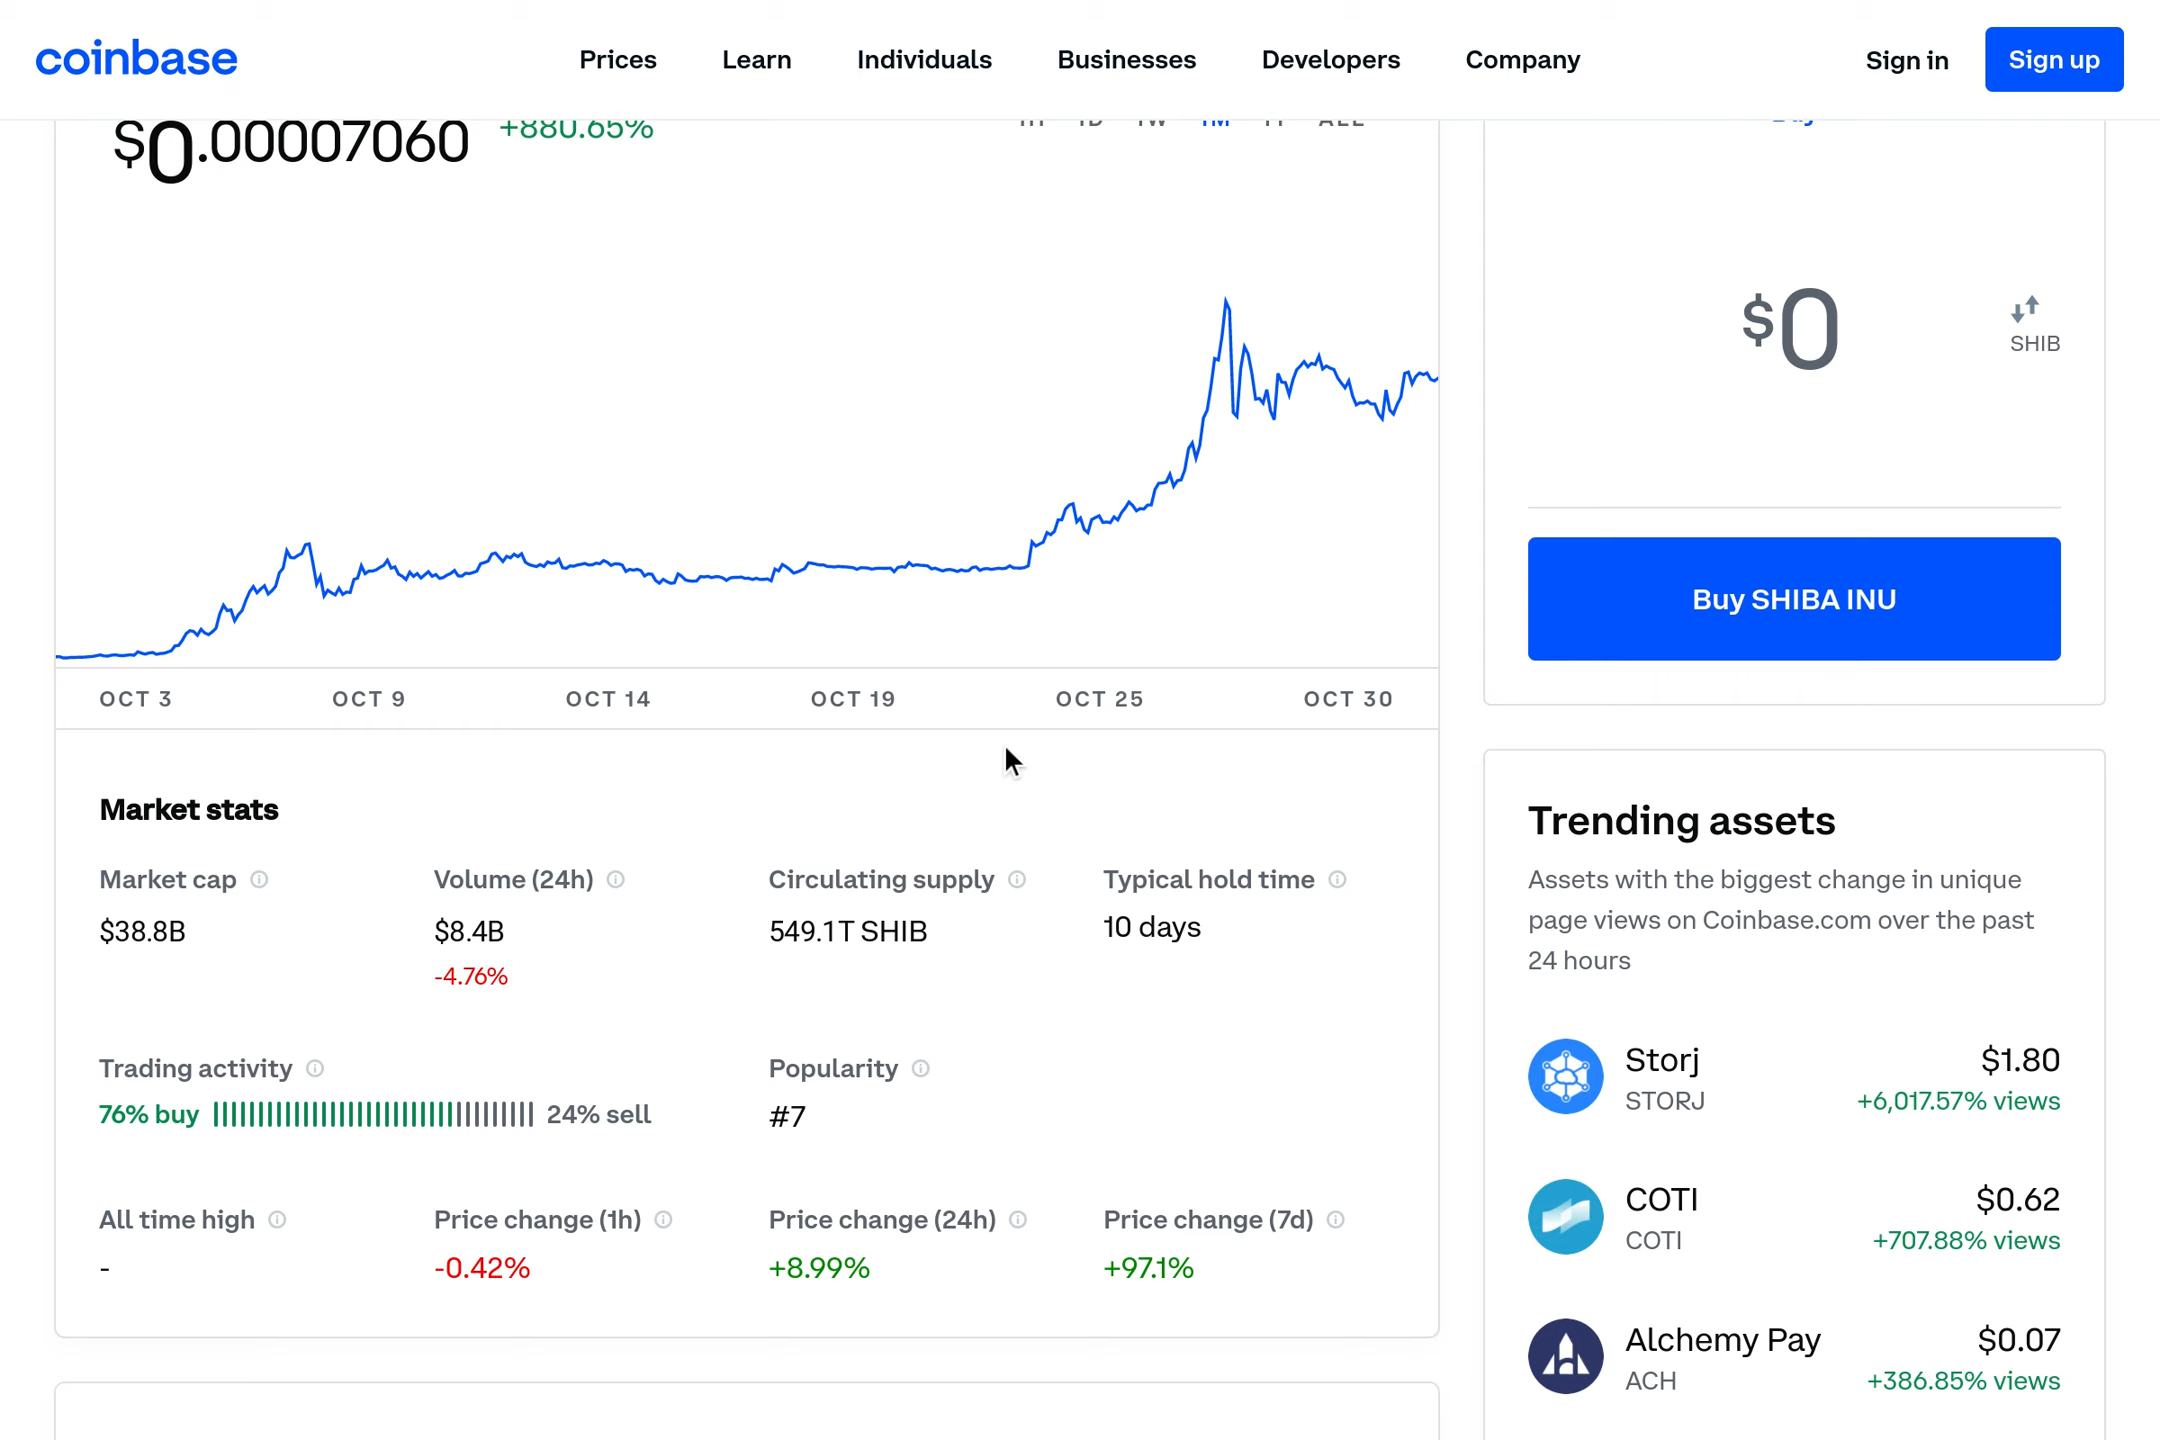 coinbase
Prices
Learn
Individuals
Businesses
Developers
Company
Sign in
Sign up
$0.00007060
+880.65%
1M
ALL
OCT 3
OCT 9
OCT 14
OCT 19
OCT 25
OCT 30
Market stats
Market cap
$38.8B
Volume (24h)
$8.4B
-4.76%
Circulating supply
549.1T SHIB
Typical hold time
10 days
Trading activity
76% buy
24% sell
Popularity
#7
All time high
-
Price change (1h)
-0.42%
Price change (24h)
+8.99%
Price change (7d)
+97.1%
$0
SHIB
Buy SHIBA INU
Trending assets
Assets with the biggest change in unique
page views on Coinbase.com over the past
24 hours
Storj
STORJ
$1.80
+6,017.57% views
COTI
COTI
$0.62
+707.88% views
Alchemy Pay
ACH
$0.07
+386.85% views